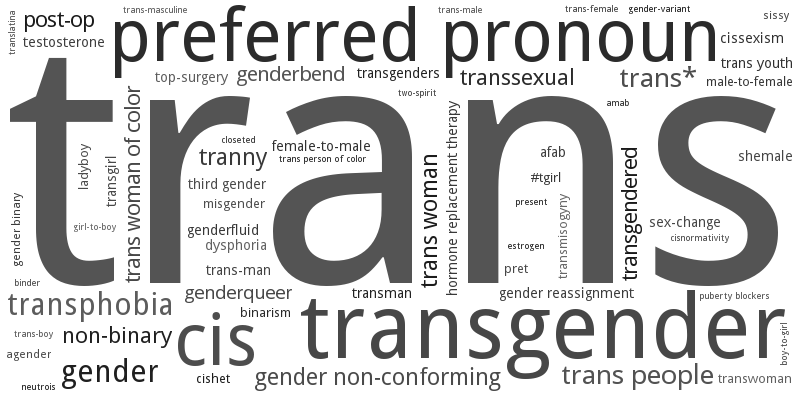 translatina
post-op
trans-masculine
trans-male
trans-female
gender-variant
sissy
testosterone
preferred pronoun
cissexism
top-surgery
genderbend
transgenders
transsexual
trans*
trans youth
male-to-female
two-spirit
amab
trans
ladyboy
transgirl
trans woman of color
closeted
tranny
female-to-male
trans person of color
third gender
misgender
genderfluid
dysphoria
trans-man
trans woman
hormone replacement therapy
afab
#tgirl
present
estrogen
pret
transmisogyny
transgendered
shemale
sex-change
cisnormativity
gender binary
girl-to-boy
binder
transphobia
genderqueer
binarism
transman
gender reassignment
puberty blockers
transgender
boy-to-girl
trans-boy
non-binary
cis
agender
gender
neutrois
cishet
gender non-conforming
trans people
transwoman